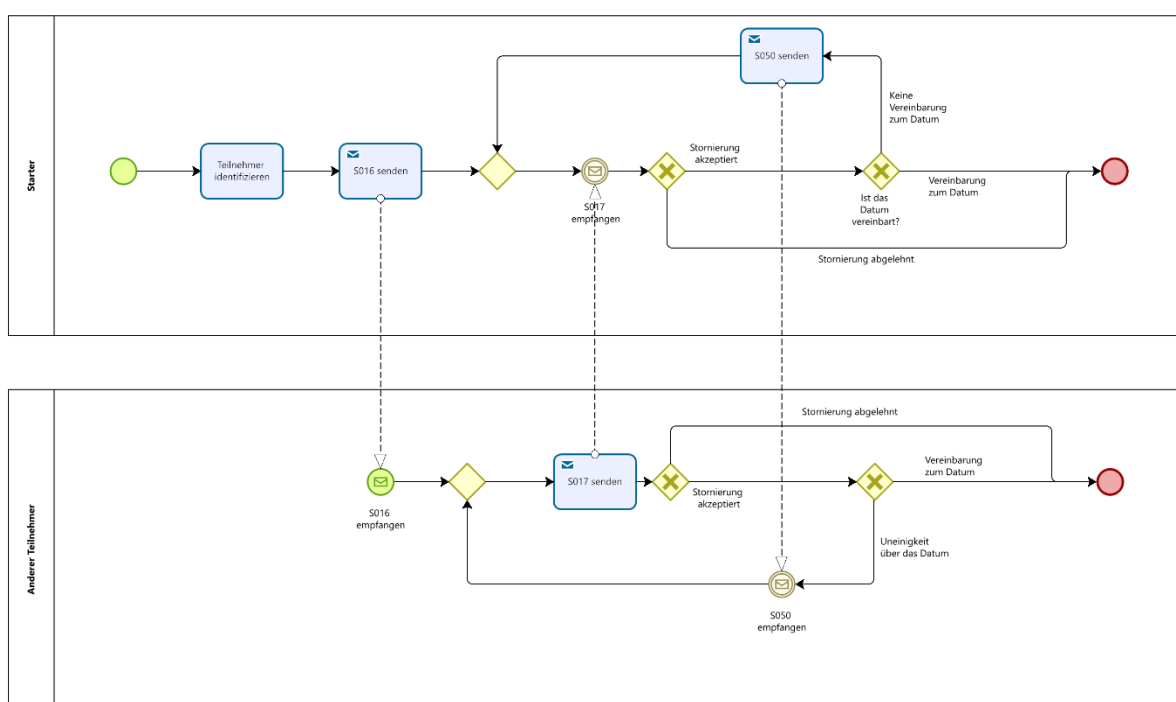 Starter
S050 senden
Keine
Vereinbarung
zum Datum
Teilnehmer
identifizieren
S016 senden
S017
empfangen
Stornierung
akzeptiert
Ist das
Datum
vereinbart?
Vereinbarung
zum Datum
Stornierung abgelehnt
Anderer Teilnehmer
Stornierung abgelehnt
S016
empfangen
S017 senden
Stornierung
akzeptiert
Vereinbarung
zum Datum
Uneinigkeit
über das Datum
S050
empfangen